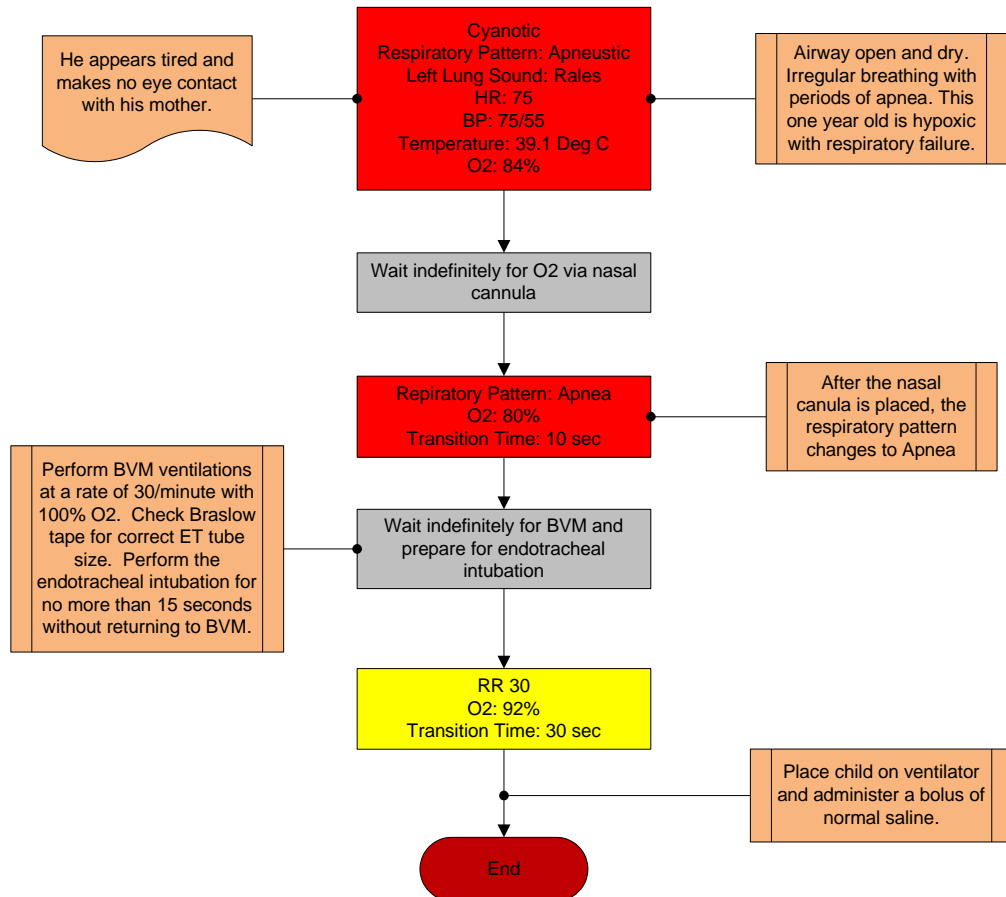 He appears tired and
makes no eye contact
with his mother.
Cyanotic
Respiratory Pattern: Apneustic
Left Lung Sound: Rales
HR: 75
BP: 75/55
Temperature: 39.1 Deg C
O2: 84%
Airway open and dry.
Irregular breathing with
periods of apnea. This
one year old is hypoxic
with respiratory failure.
Wait indefinitely for O2 via nasal
cannula
Repiratory Pattern: Apnea
O2: 80%
Transition Time: 10 sec
After the nasal
canula is placed, the
respiratory pattern
changes to Apnea
Perform BVM ventilations
at a rate of 30/minute with
100% O2.  Check Braslow
tape for correct ET tube
size.  Perform the
endotracheal intubation for
no more than 15 seconds
without returning to BVM.
Wait indefinitely for BVM and
prepare for endotracheal
intubation
RR 30
O2: 92%
Transition Time: 30 sec
Place child on ventilator
and administer a bolus of
normal saline.
End